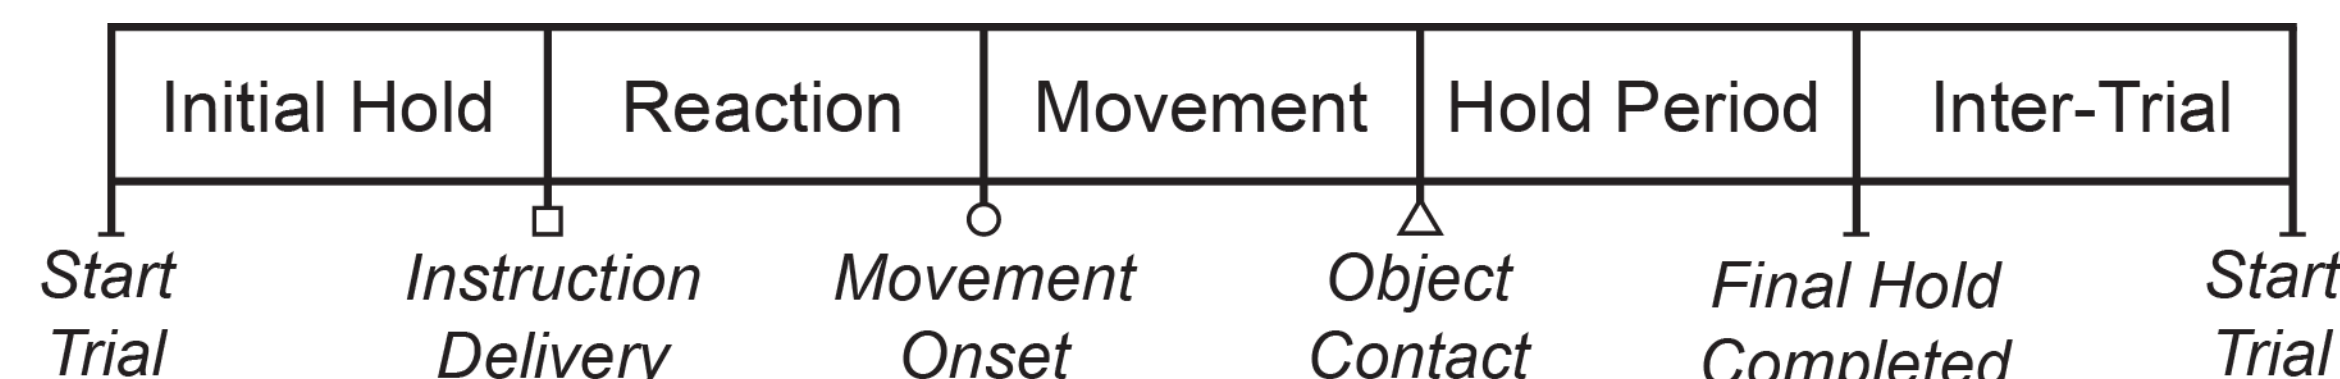 Initial Hold Reaction Movement Hold Period Inter-Trial
Start Trial
Instruction Delivery
Movement Onset
Object Contact
Final Hold Completed
Start Trial